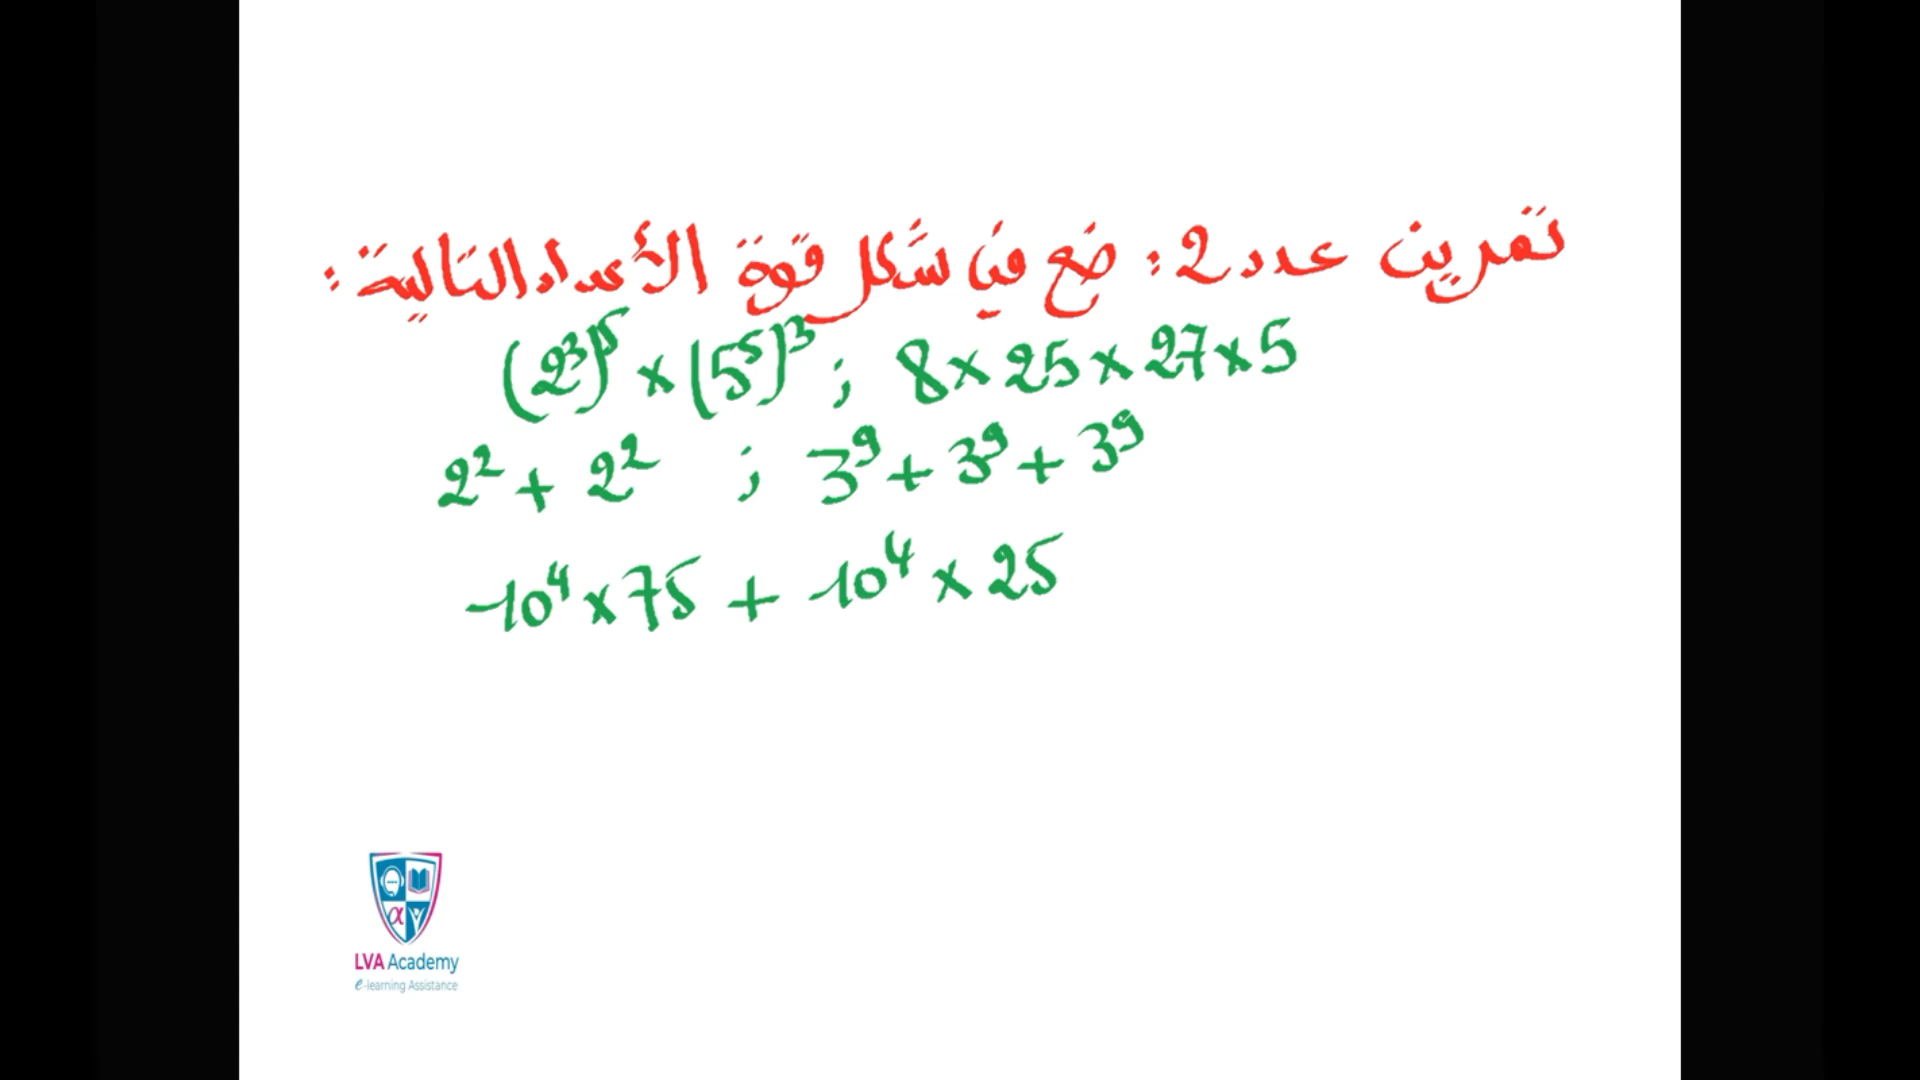 تمرين عدد 2: ضع في شكل قوة الأعداد التالية:
(2³)⁵ × (5⁵)³ ; 8 × 25 × 27 × 5
2² + 2² ; 3⁹ + 3⁹ + 3⁹
10⁴ × 75 + 10⁴ × 25
LVA Academy
e-learning Assistance